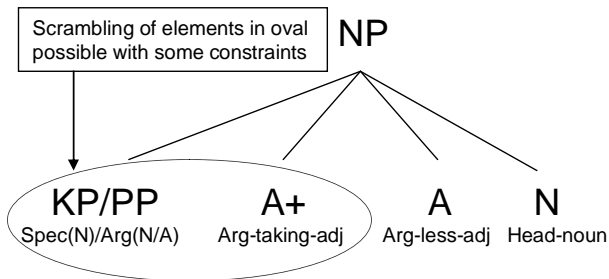 Scrambling of elements in oval
possible with some constraints
NP
KP/PP A+ A N
Spec(N)/Arg(N/A) Arg-taking-adj Arg-less-adj Head-noun